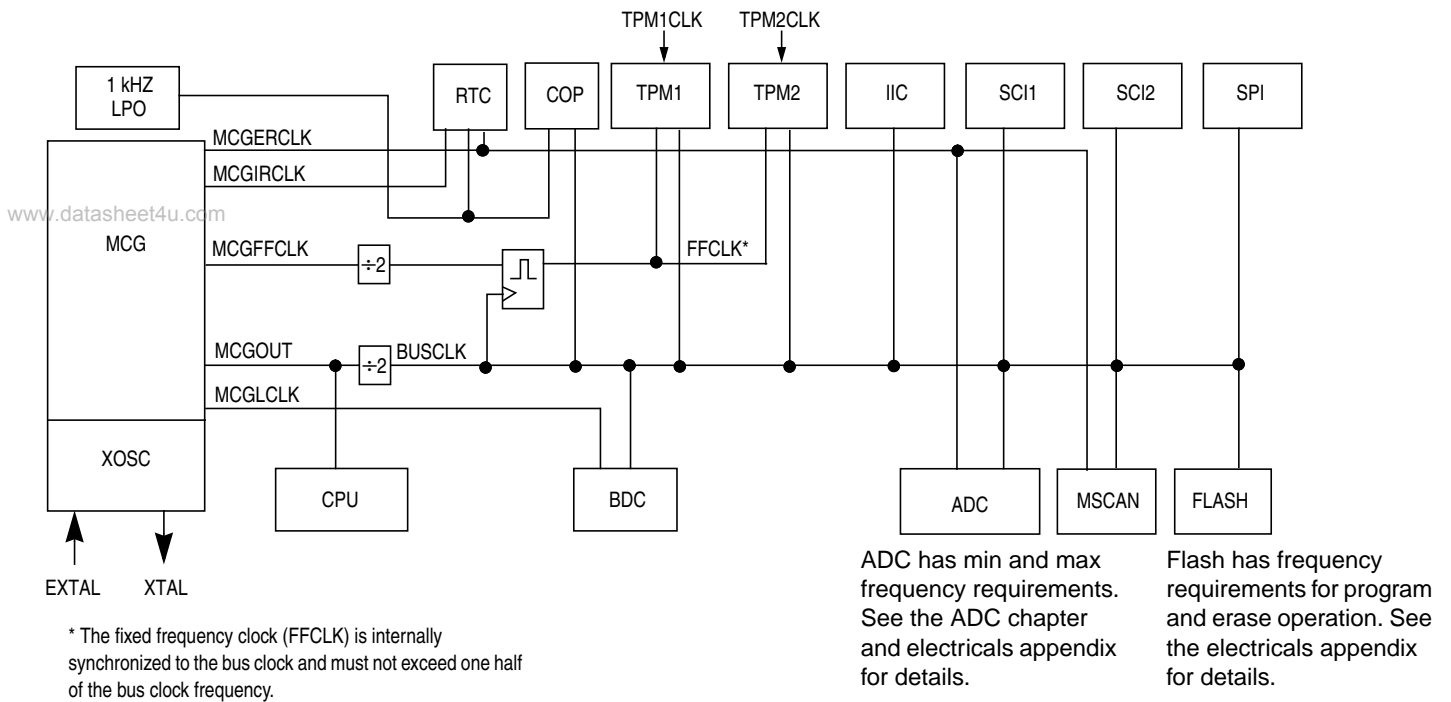 TPM1CLK TPM2CLK
1 kHZ
LPO
RTC
COP
TPM1
TPM2
IIC
SCI1
SCI2
SPI
MCGERCLK
MCGIRCLK
www.datasheet4u.com
MCG
MCGFFCLK
÷2
FFCLK*
MCGOUT
÷2
BUSCLK
MCGLCLK
XOSC
CPU
BDC
ADC
MSCAN
FLASH
EXTAL
XTAL
ADC has min and max
frequency requirements.
See the ADC chapter
and electricals appendix
for details.
Flash has frequency
requirements for program
and erase operation. See
the electricals appendix
for details.
* The fixed frequency clock (FFCLK) is internally
synchronized to the bus clock and must not exceed one half
of the bus clock frequency.